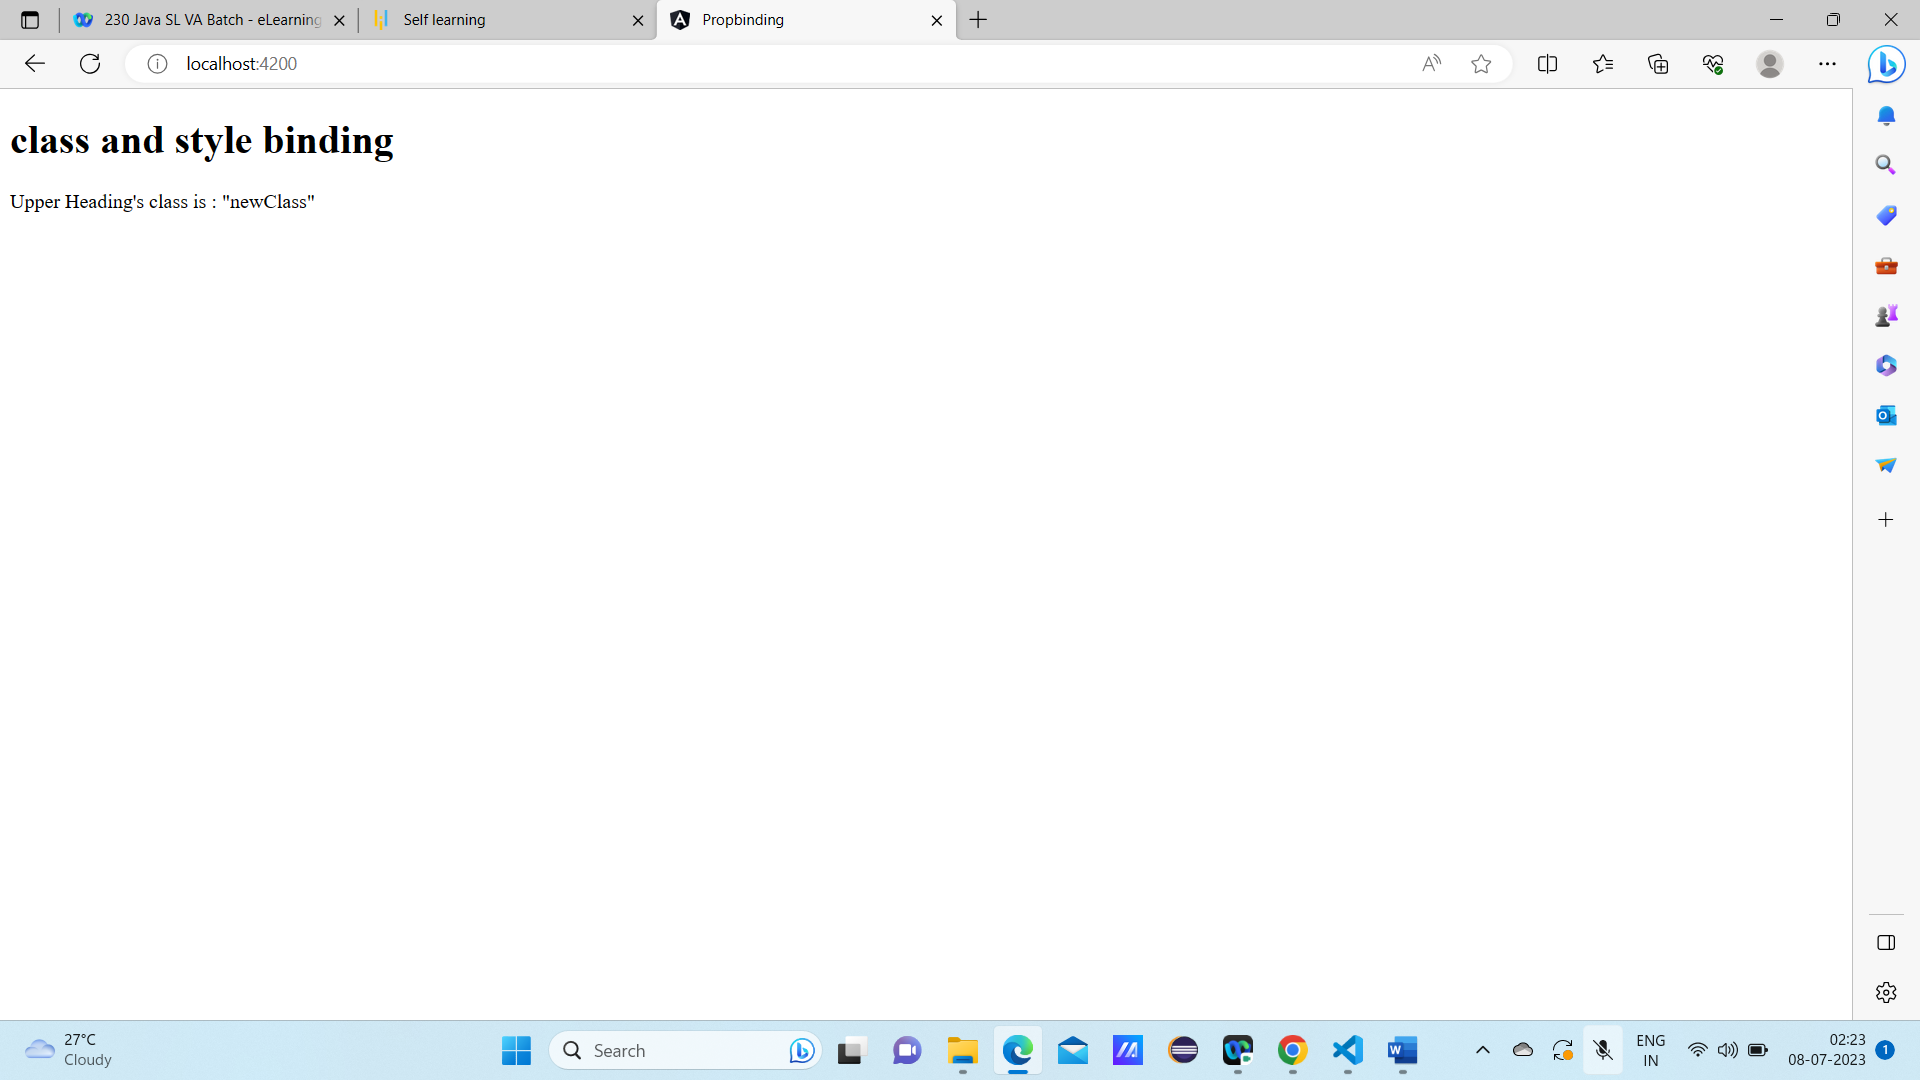 230 Java SL VA Batch - eLearning
Self learning
Propbinding
localhost:4200
class and style binding
Upper Heading's class is : "newClass"
27°C
Cloudy
Search
ENG
IN
02:23
08-07-2023
1